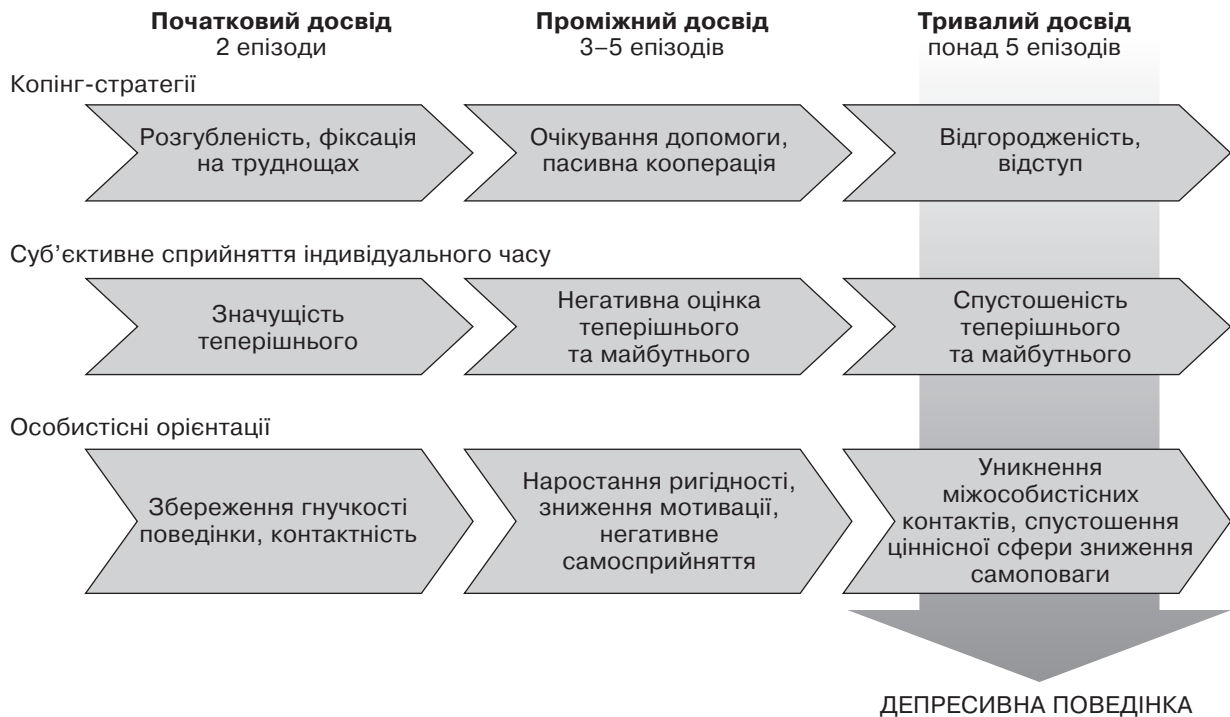 Початковий досвід
2 епізоди
Проміжний досвід
3–5 епізодів
Тривалий досвід
понад 5 епізодів
Копінг-стратегії
Розгубленість, фіксація
на труднощах
Очікування допомоги,
пасивна кооперація
Відгородженість,
відступ
Суб’єктивне сприйняття індивідуального часу
Значущість
теперішнього
Негативна оцінка
теперішнього
та майбутнього
Спустошеність
теперішнього
та майбутнього
Особистісні орієнтації
Збереження гнучкості
поведінки, контактність
Наростання ригідності,
зниження мотивації,
негативне
самосприйняття
Уникнення
міжособистісних
контактів, спустошення
ціннісної сфери зниження
самоповаги
ДЕПРЕСИВНА ПОВЕДІНКА